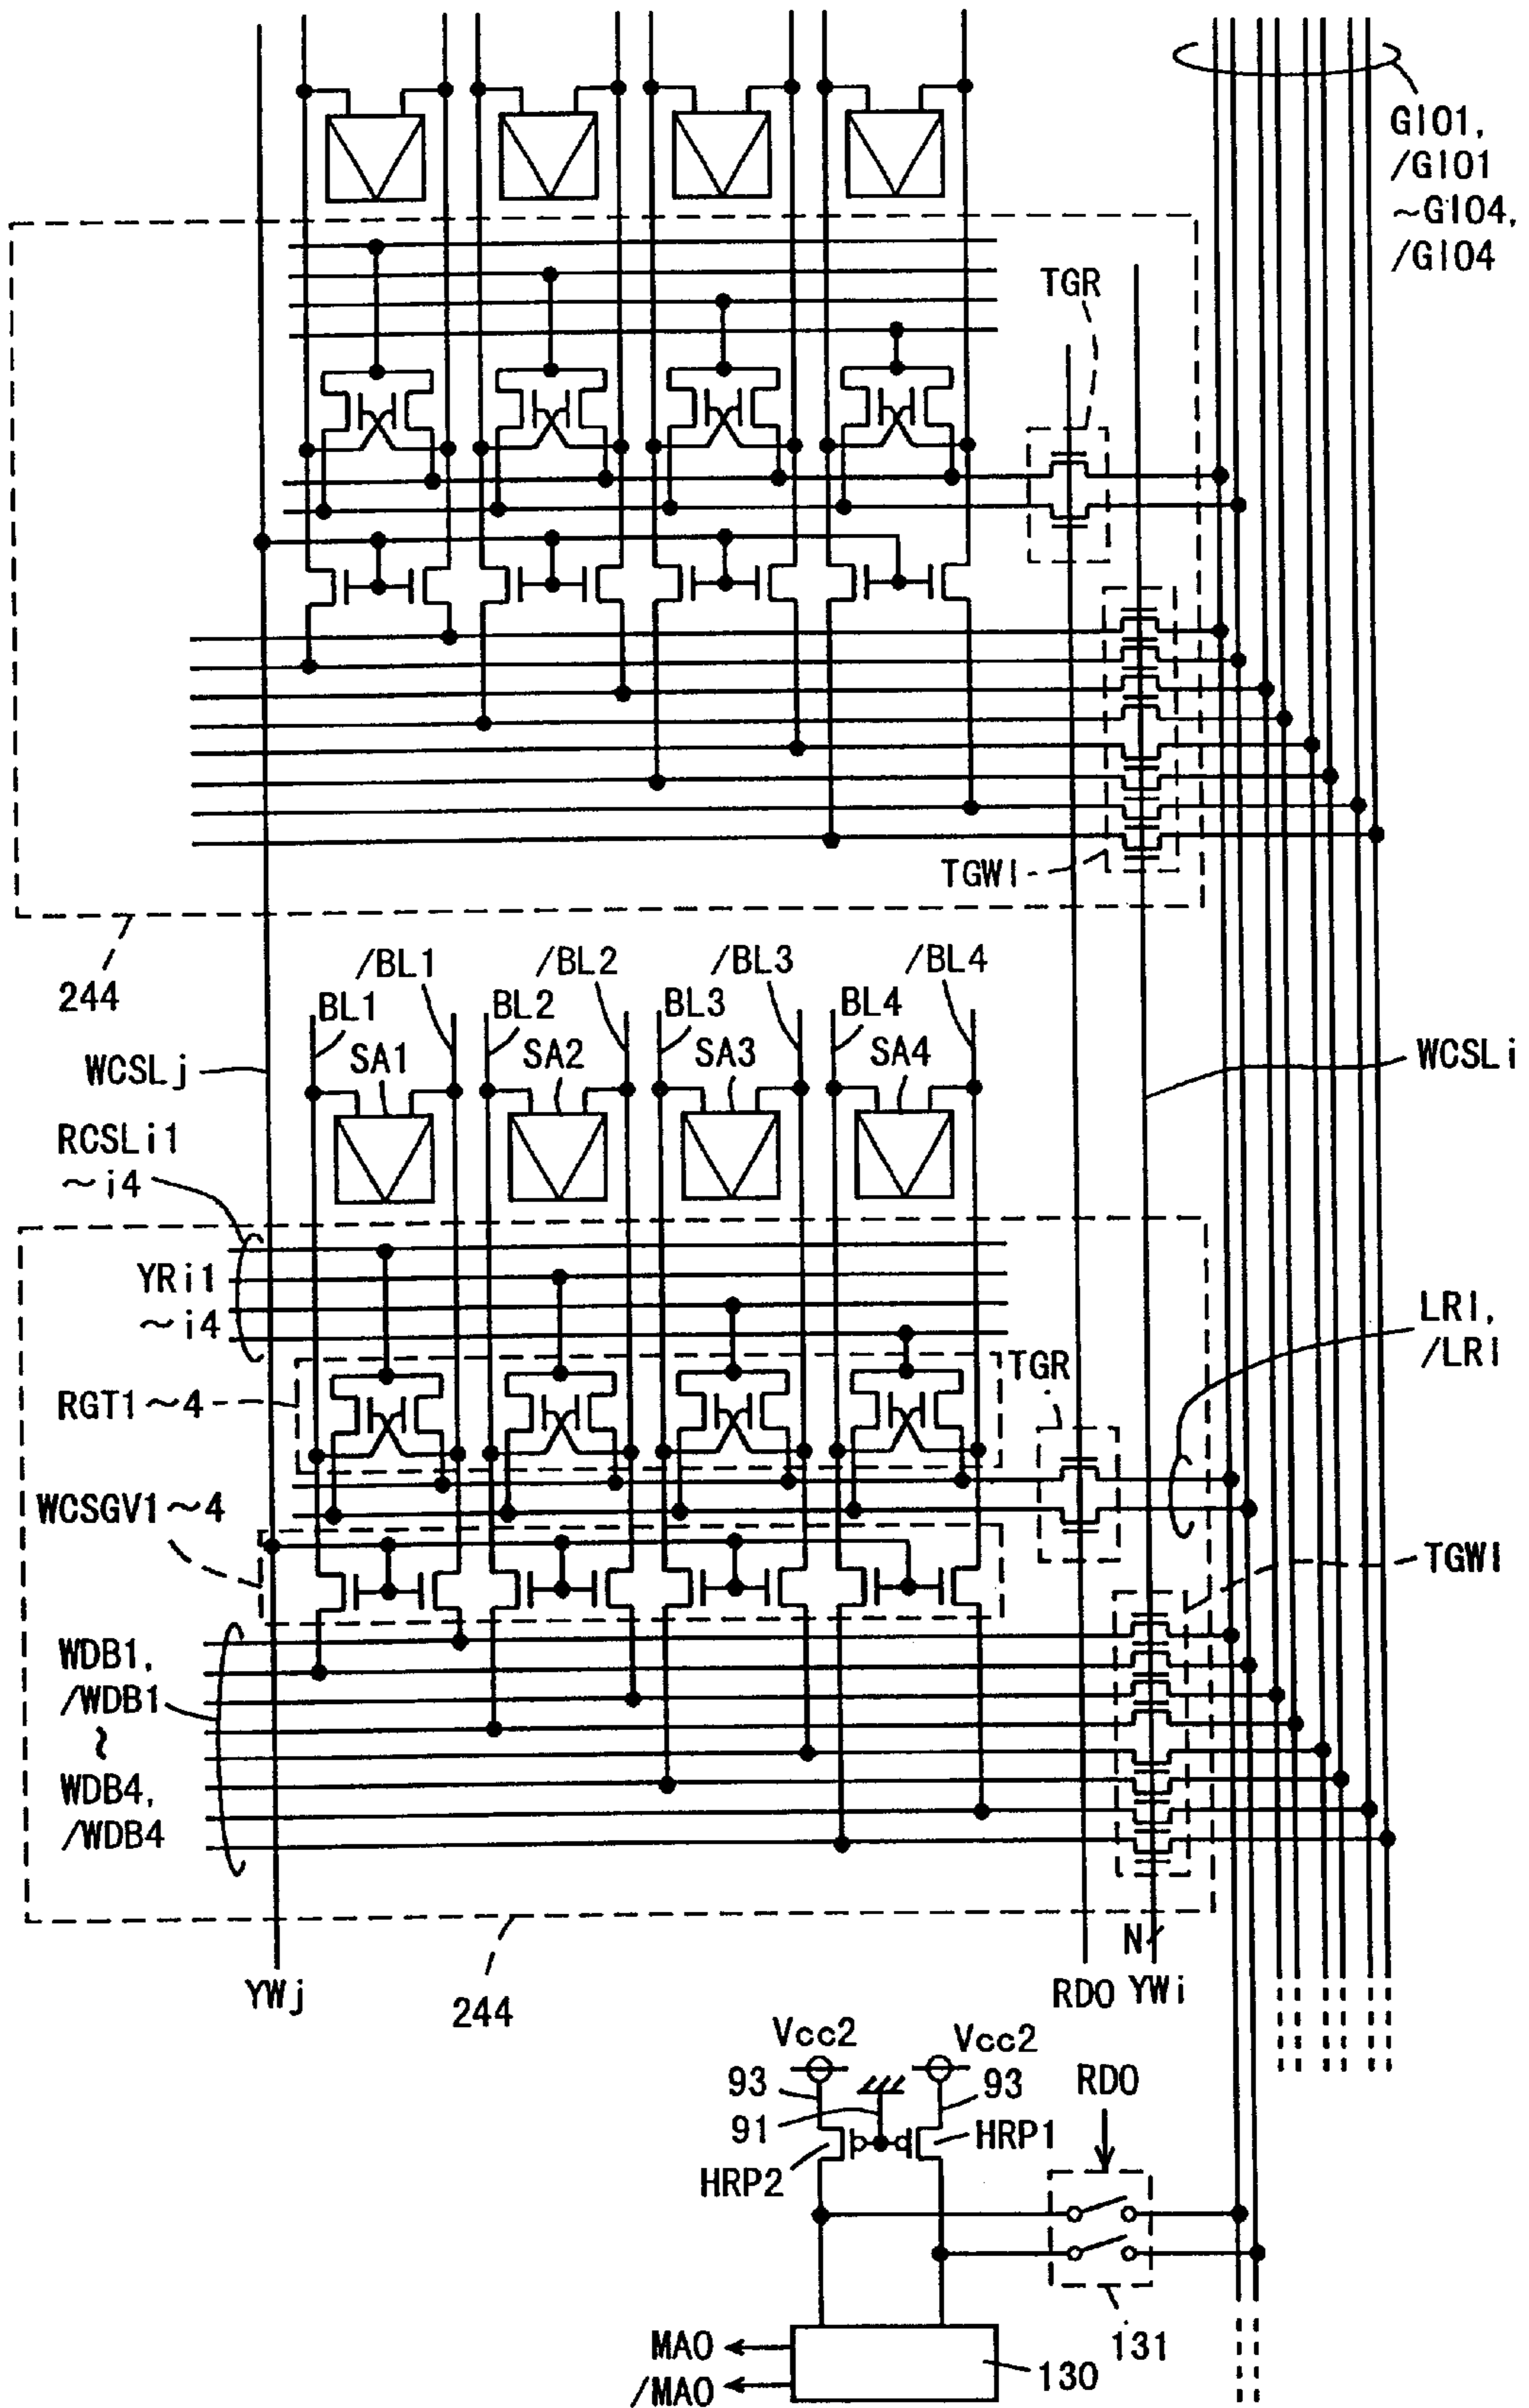 GIO1,
/GIO1
~GIO4,
/GIO4
TGR
TGWI
244
/BL1
/BL2
/BL3
/BL4
BL1
BL2
BL3
BL4
WCSLj
SA1
SA2
SA3
SA4
WCSLi
RCSLi1
~i4
YRi1
~i4
LRI,
/LRI
TGR
RGT1~4
WCSGV1~4
TGWI
WDB1,
/WDB1
~
WDB4,
/WDB4
N
YWj
244
RDO
YWi
Vcc2
Vcc2
93
93
RDO
91
HRP1
HRP2
131
MAO
130
/MAO